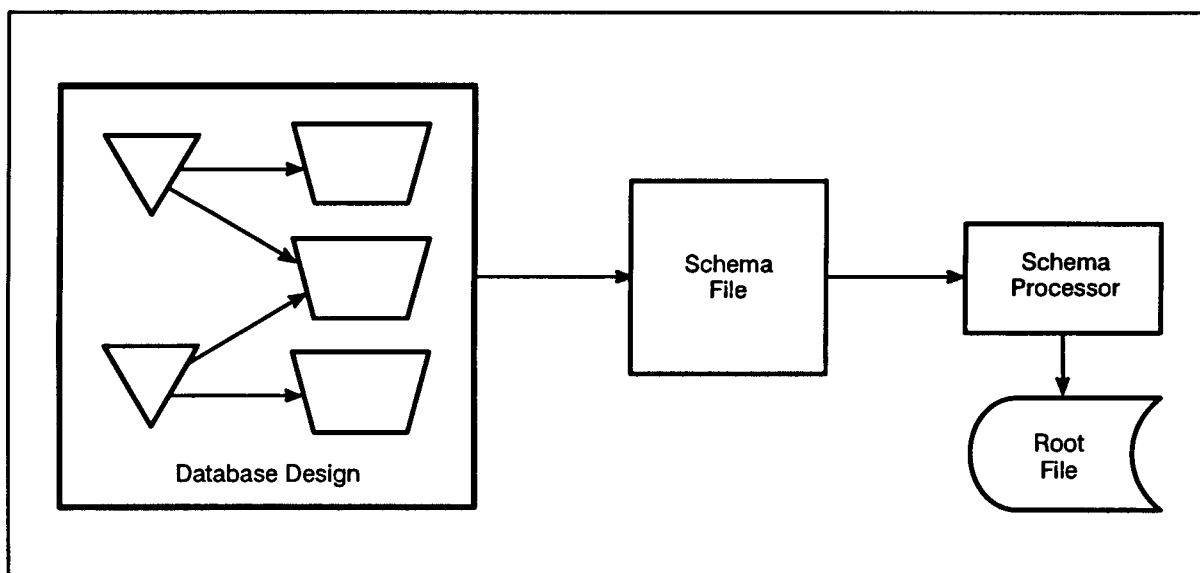 Database Design
Schema
File
Schema
Processor
Root
File